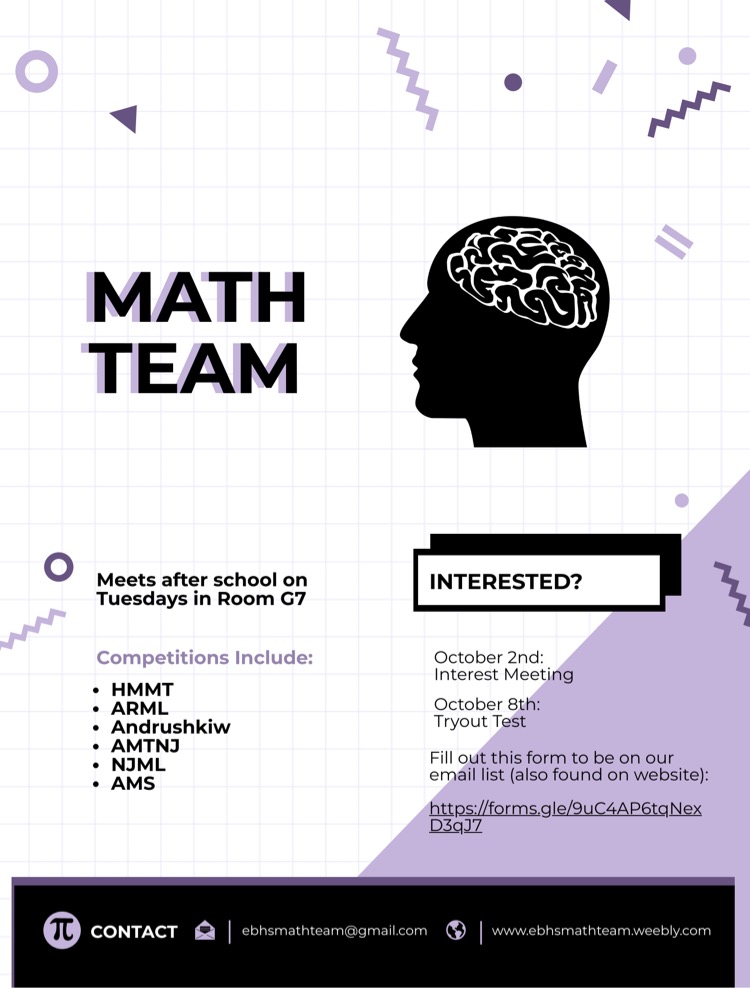 MATH
TEAM
Meets after school on
Tuesdays in Room G7
Competitions Include:
• HMMT
• ARML
• Andrushkiw
• AMTNJ
• NJML
• AMS
INTERESTED?
October 2nd:
Interest Meeting
October 8th:
Tryout Test
Fill out this form to be on our
email list (also found on website):
https://forms.gle/9uC4AP6tqNex
D3qJ7
π CONTACT ebhsmathteam@gmail.com www.ebhsmathteam.weebly.com